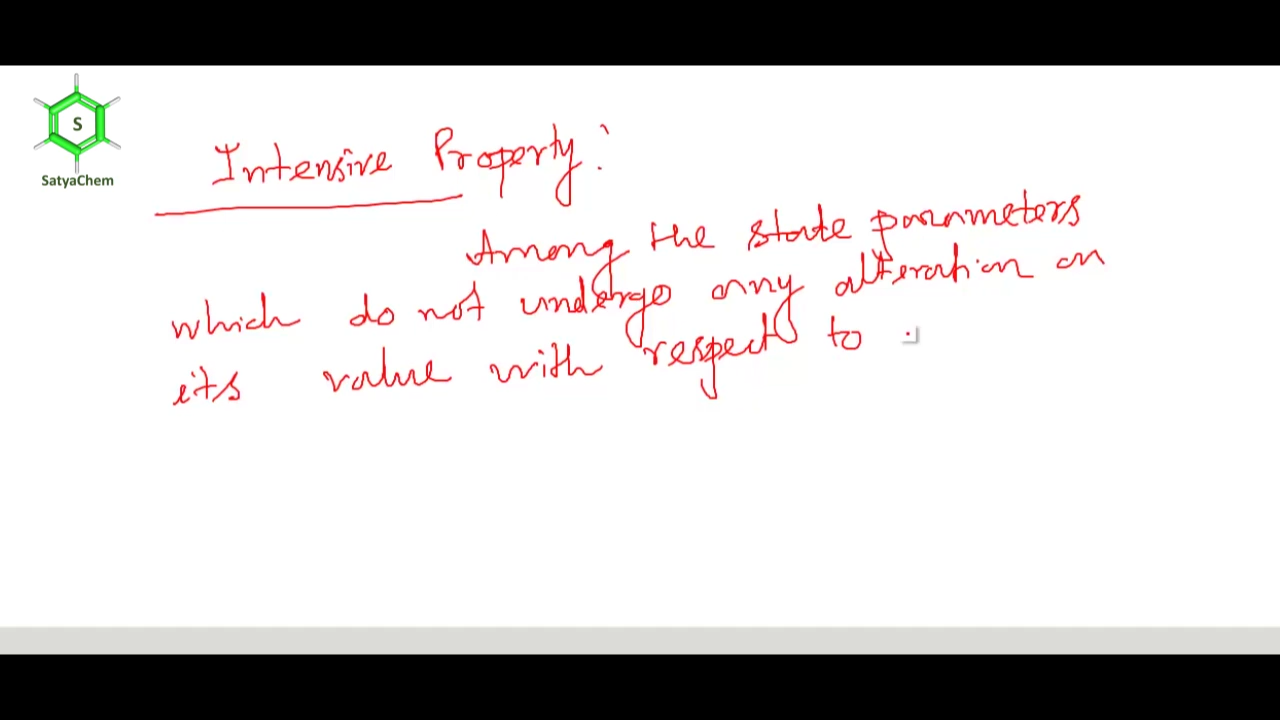 S
SatyaChem
Intensive Property:
Among the state parameters
which do not undergo any alteration on
its value with respect to